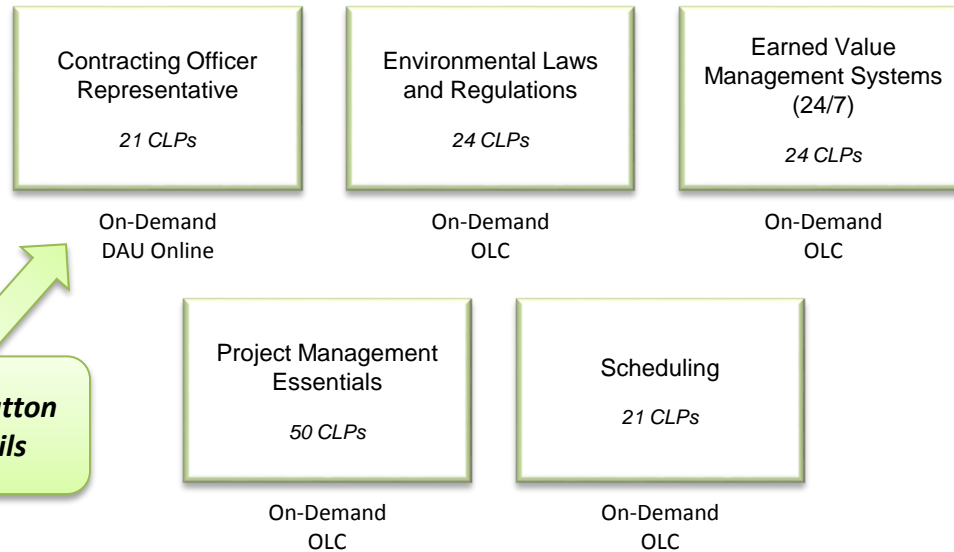 Contracting Officer
Representative
21 CLPs
On-Demand
DAU Online
Environmental Laws
and Regulations
24 CLPs
On-Demand
OLC
Earned Value
Management Systems
(24/7)
24 CLPs
On-Demand
OLC
Project Management
Essentials
50 CLPs
On-Demand
OLC
Scheduling
21 CLPs
On-Demand
OLC